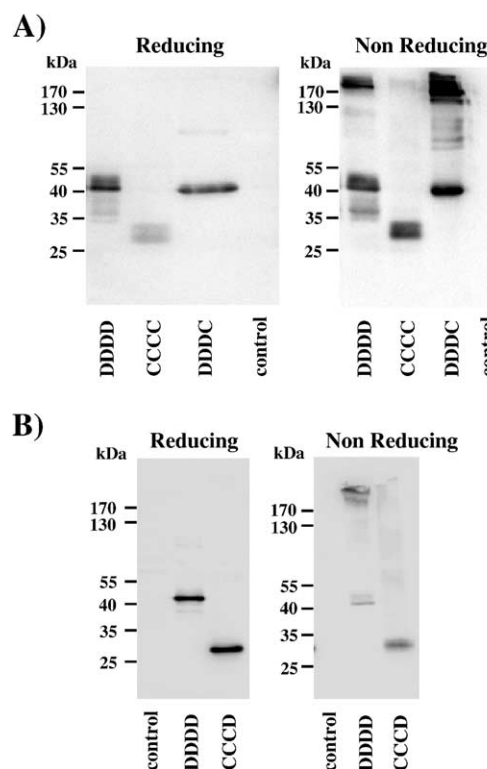 A)
Reducing
Non Reducing
kDa
170
130
55
40
35
25
kDa
170
130
55
40
35
25
DDDD
CCCC
DDDC
control
DDDD
CCCC
DDDC
control
B)
Reducing
Non Reducing
kDa
170
130
55
40
35
25
kDa
170
130
55
40
35
25
control
DDDD
CCCD
control
DDDD
CCCD